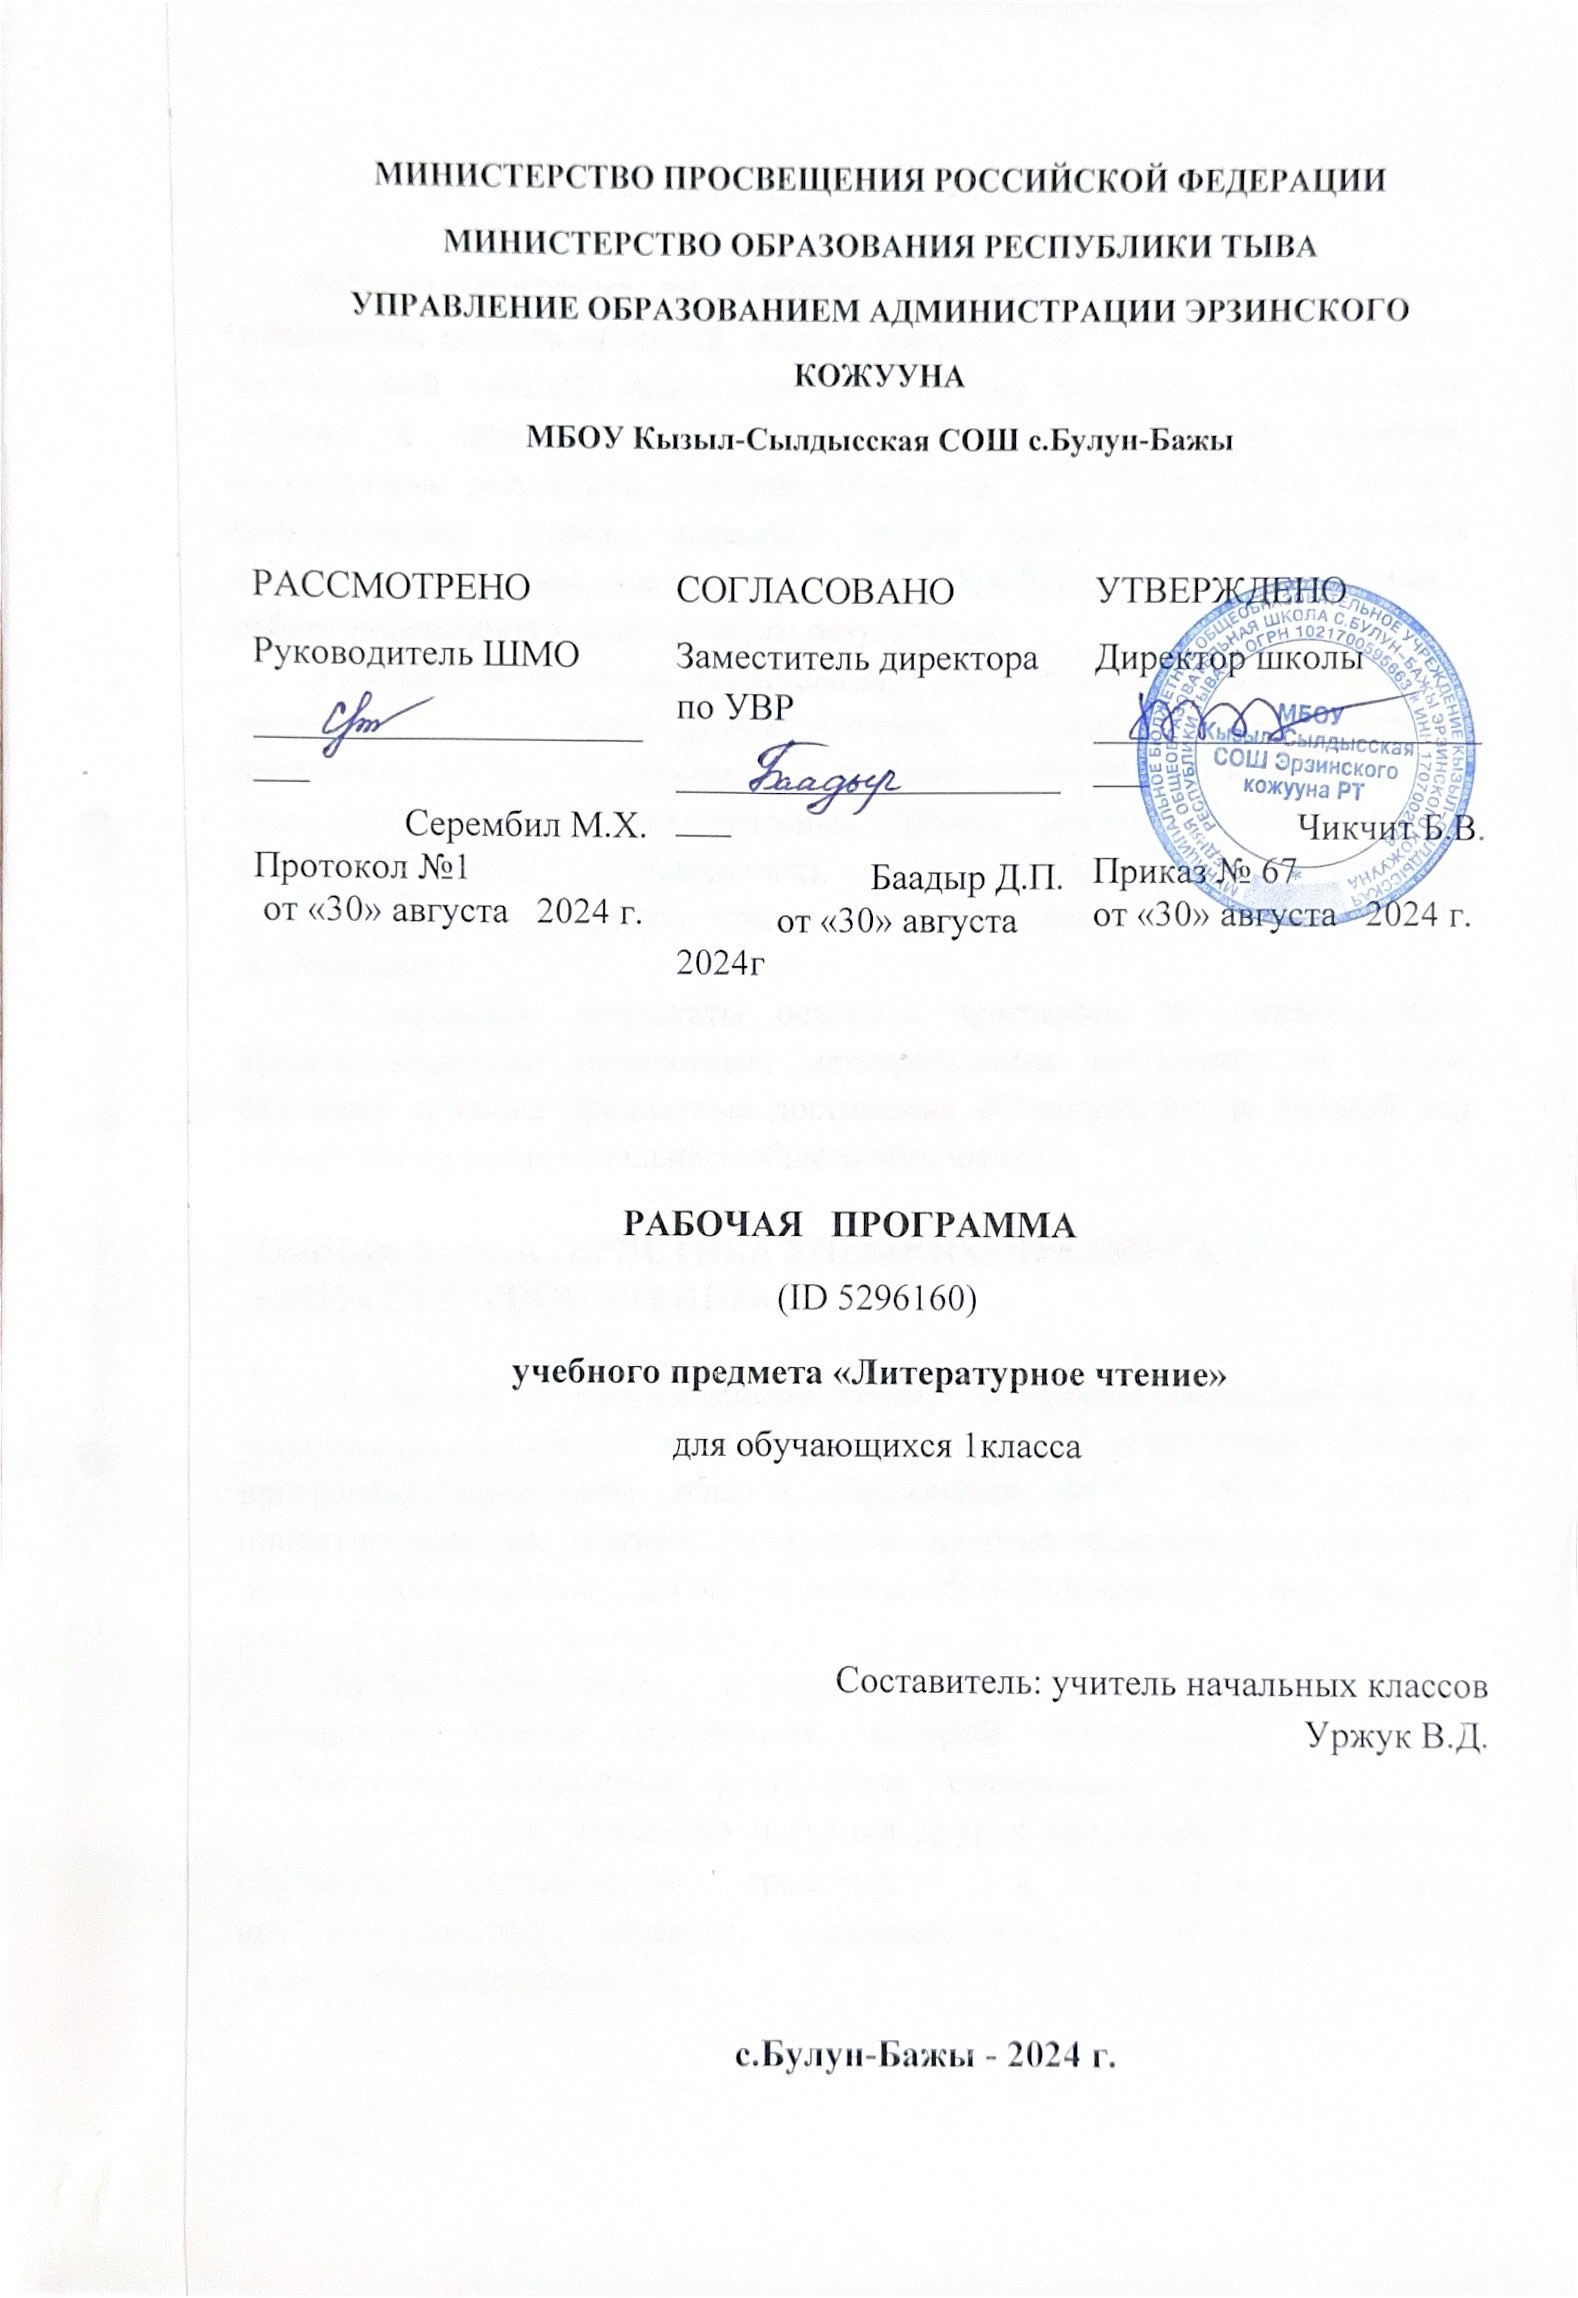 МИНИСТЕРСТВО ПРОСВЕЩЕНИЯ РОССИЙСКОЙ ФЕДЕРАЦИИ
МИНИСТЕРСТВО ОБРАЗОВАНИЯ РЕСПУБЛИКИ ТЫВА
УПРАВЛЕНИЕ ОБРАЗОВАНИЕМ АДМИНИСТРАЦИИ ЭРЗИНСКОГО
КОЖУУНА
МБОУ Кызыл-Сылдысская СОШ с.Булун-Бажы
РАССМОТРЕНО
Руководитель ШМО
Серембил М.Х.
Протокол №1
от «30» августа 2024 г.
СОГЛАСОВАНО
Заместитель директора
по УВР
Баадыр
Баадыр Д.П.
от «30» августа
2024г
УТВЕРЖДЕНО
Директор школы
Чикчит Б.В.
Приказ № 67
от «30» августа 2024 г.
МБОУ
Кызыл-Сылдысская
СОШ Эрзинского
кожууна РТ
РАБОЧАЯ ПРОГРАММА
(ID 5296160)
учебного предмета «Литературное чтение»
для обучающихся 1класса
Составитель: учитель начальных классов
Уржук В.Д.
с.Булун-Бажы - 2024 г.